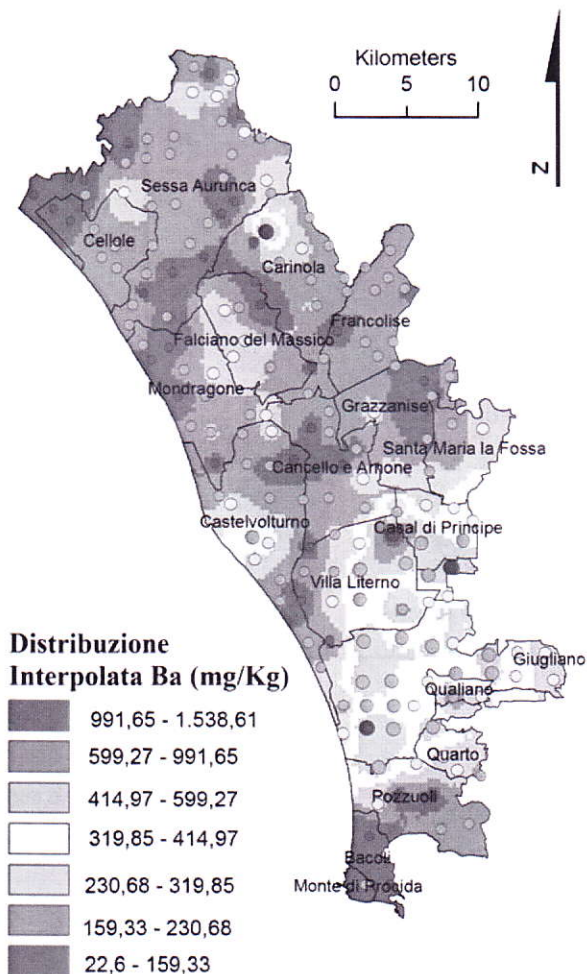 Kilometers
0 5 10
N
Sessa Aurunca
Cellole
Carinola
Francolise
Falciano del Massico
Mondragone
Grazzanise
Santa Maria la Fossa
Cancello e Arnone
Castelvolturno
Casal di Principe
Villa Literno
Giugliano
Qualiano
Quarto
Pozzuoli
Bacoli
Monte di Procida
Distribuzione
Interpolata Ba (mg/Kg)
991,65 - 1.538,61
599,27 - 991,65
414,97 - 599,27
319,85 - 414,97
230,68 - 319,85
159,33 - 230,68
22,6 - 159,33